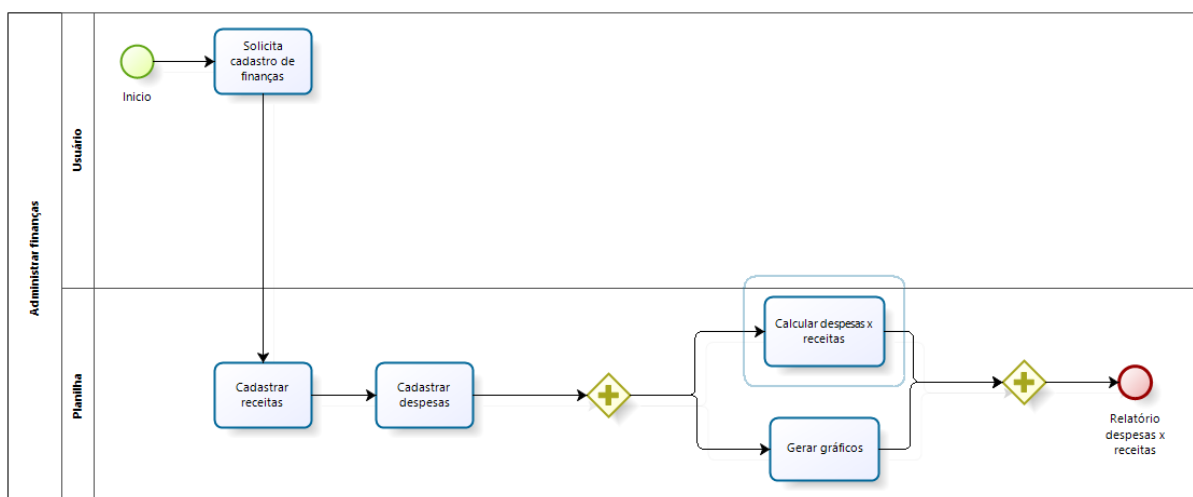 Administrar finanças
Usuário
Inicio
Solicita
cadastro de
finanças
Planilha
Cadastrar
receitas
Cadastrar
despesas
Calcular despesas x
receitas
Gerar gráficos
Relatório
despesas x
receitas